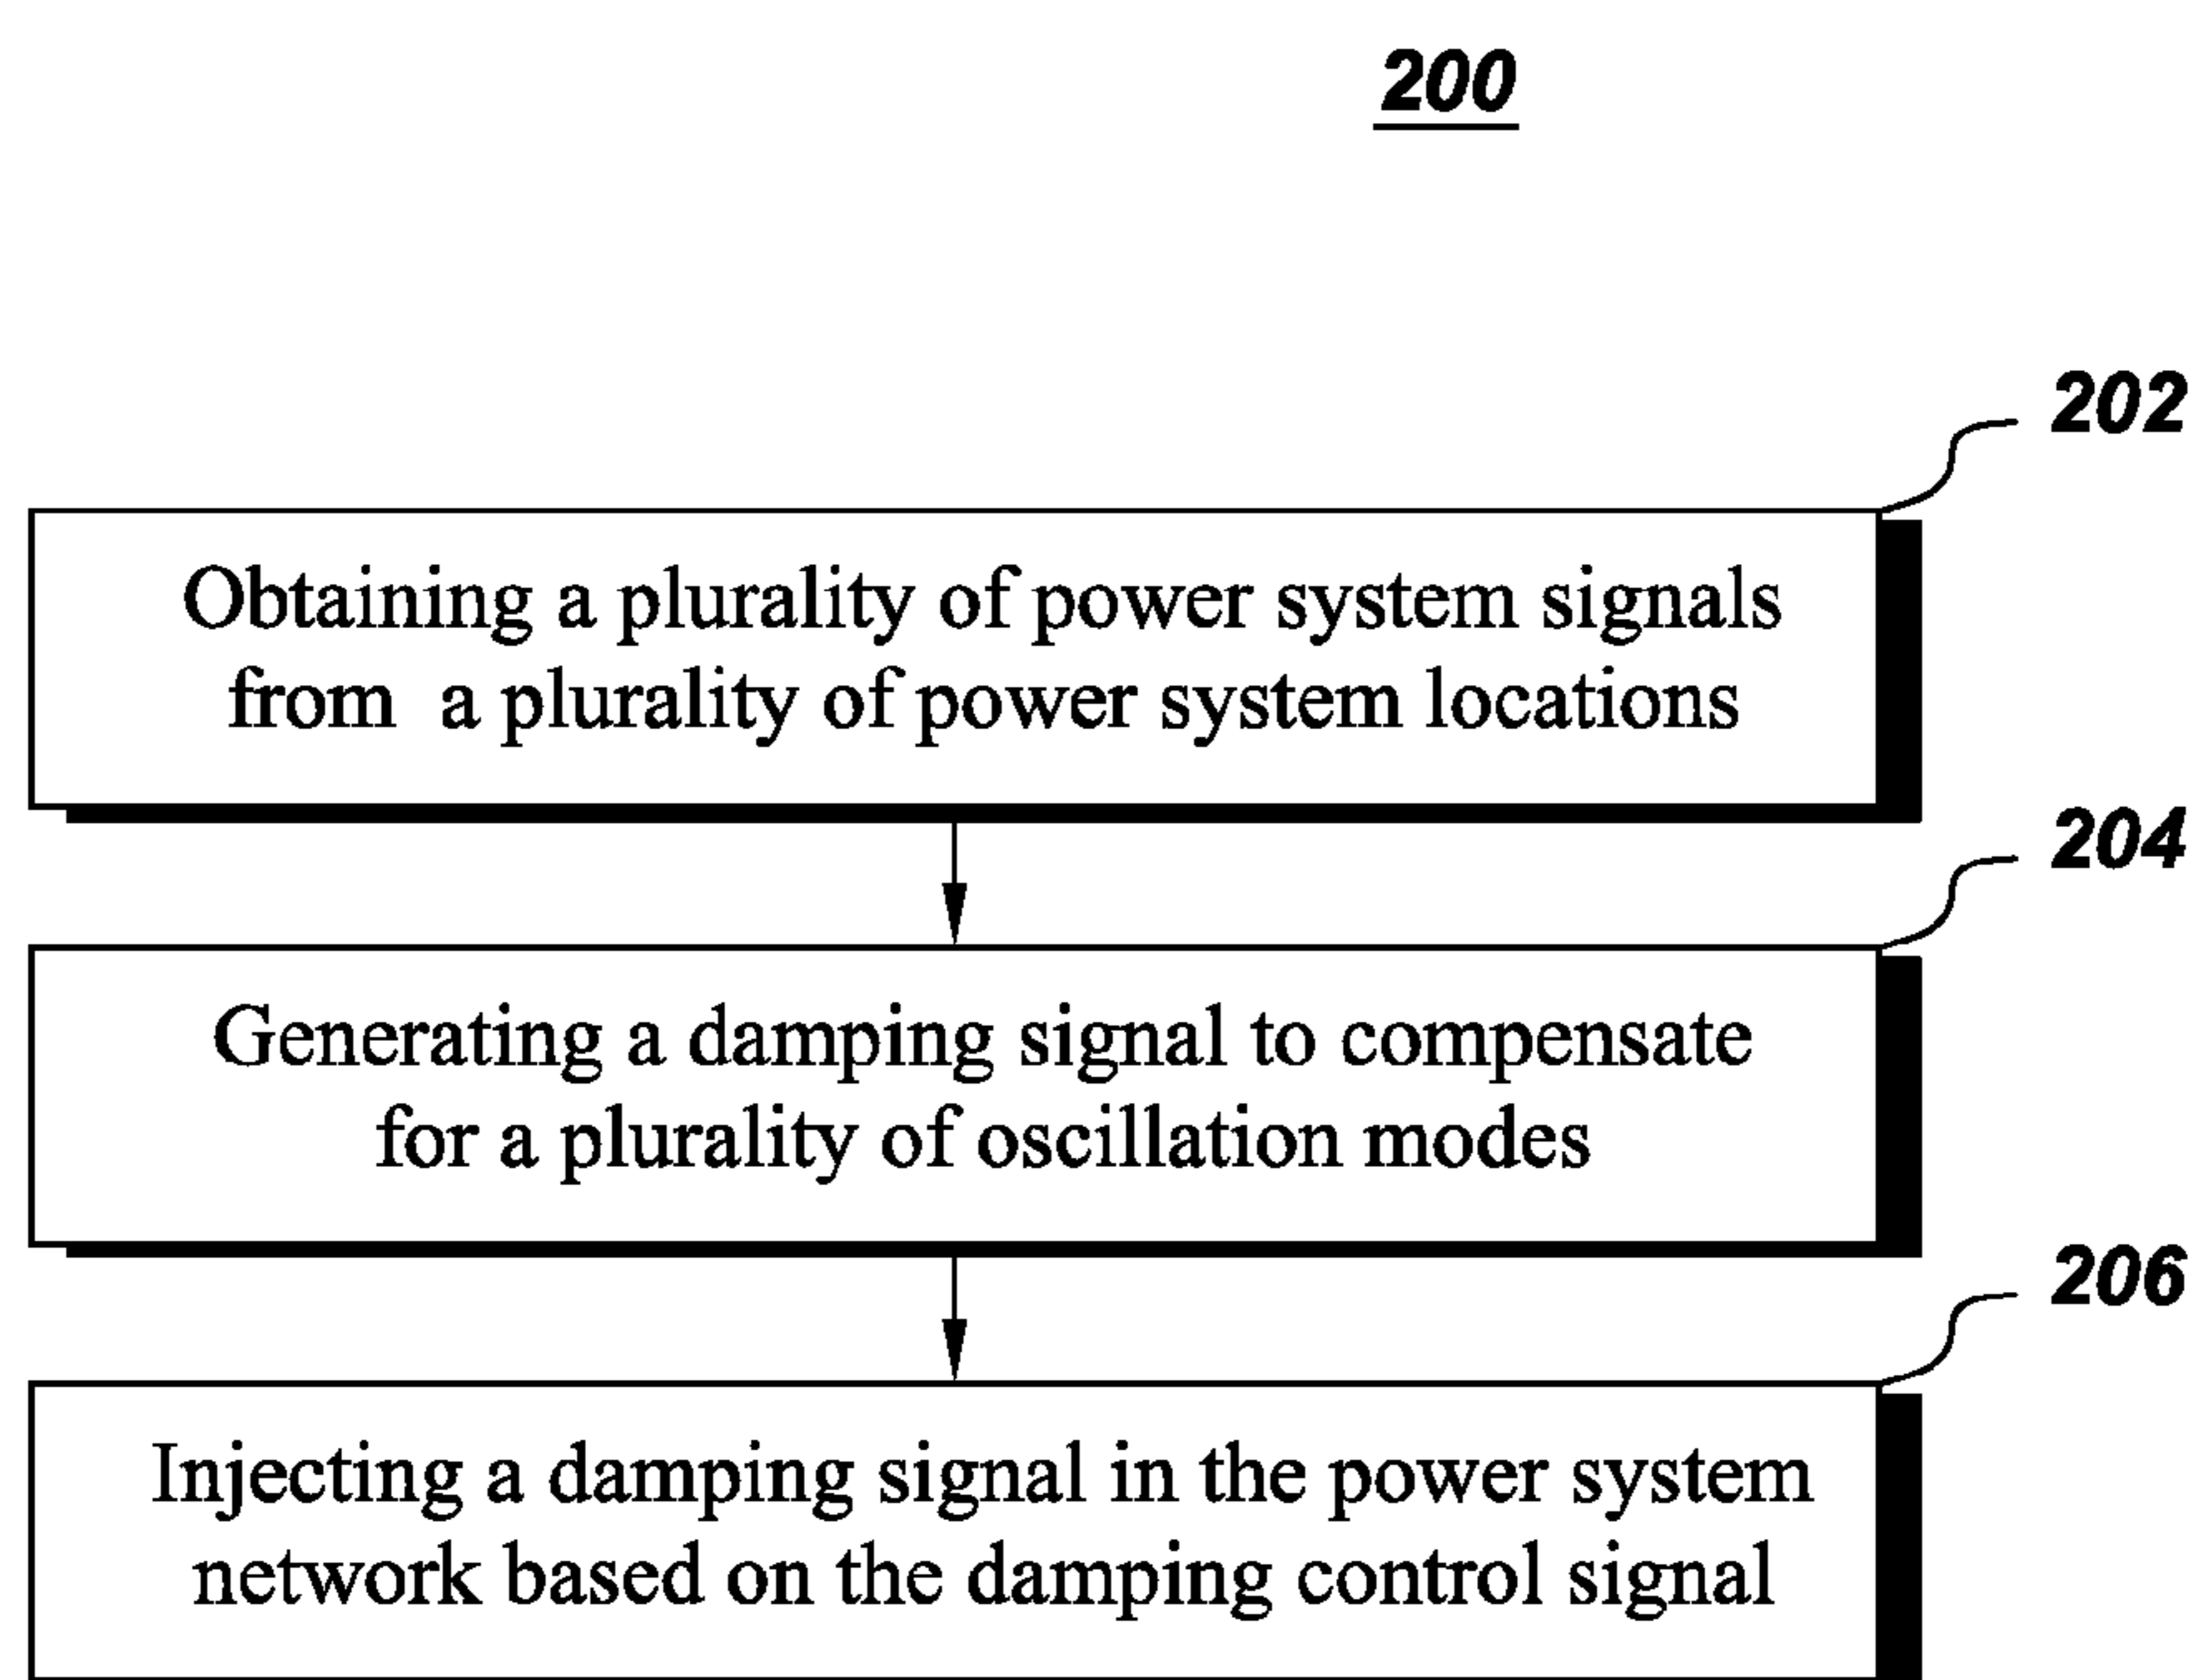 200
202
Obtaining a plurality of power system signals
from a plurality of power system locations
204
Generating a damping signal to compensate
for a plurality of oscillation modes
206
Injecting a damping signal in the power system
network based on the damping control signal